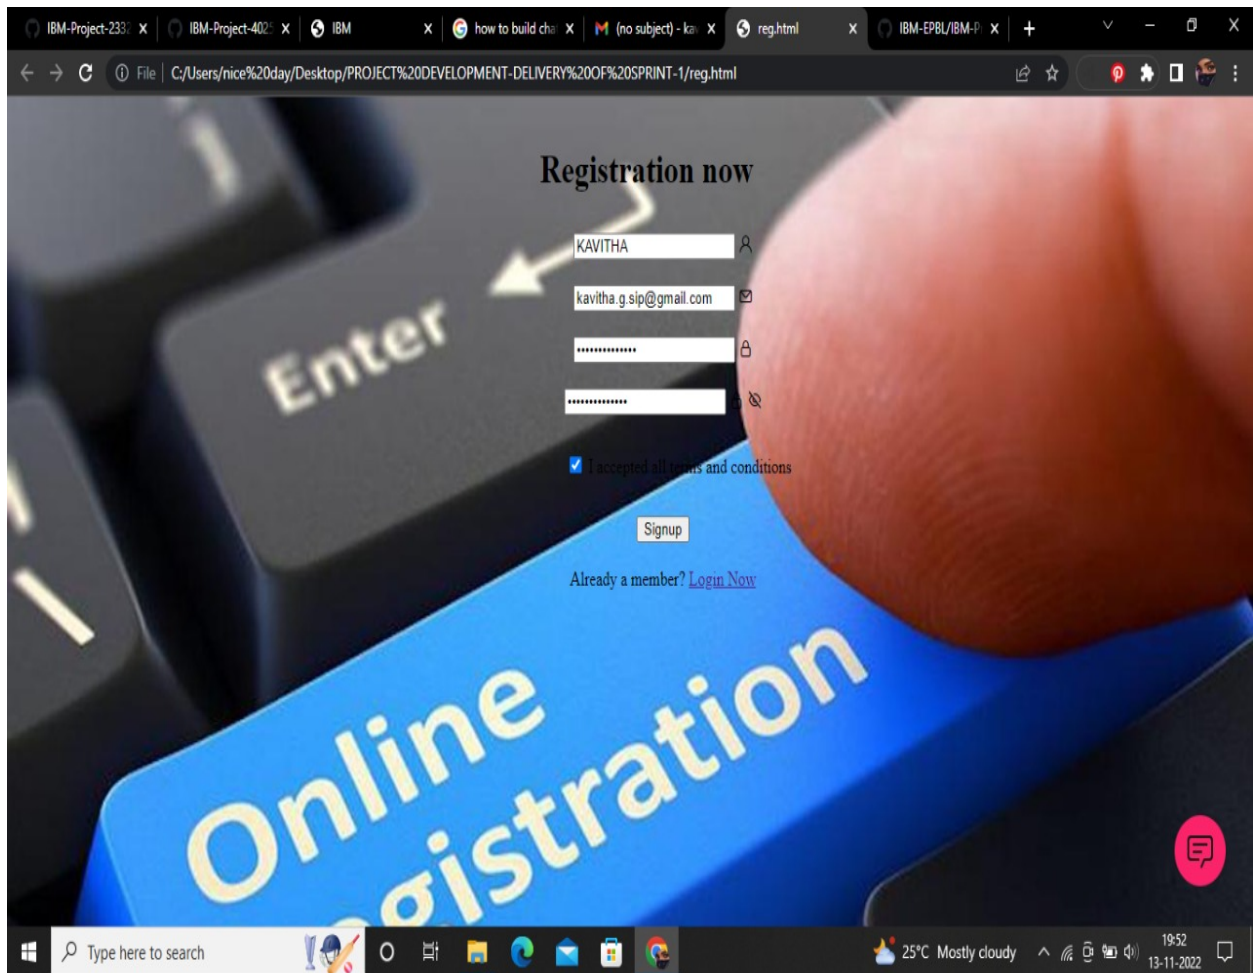 IBM-Project-2332
IBM-Project-4025
IBM
how to build cha
M (no subject) - kav
reg.html
IBM-EPBL/IBM-P
File C:/Users/nice%20day/Desktop/PROJECT%20DEVELOPMENT-DELIVERY%20OF%20SPRINT-1/reg.html
Registration now
KAVITHA
kavitha.g.sip@gmail.com
••••••••••••••
••••••••••••••
I accepted all terms and conditions
Signup
Already a member? Login Now
Enter
Online
Registration
Type here to search
25°C Mostly cloudy
19:52
13-11-2022